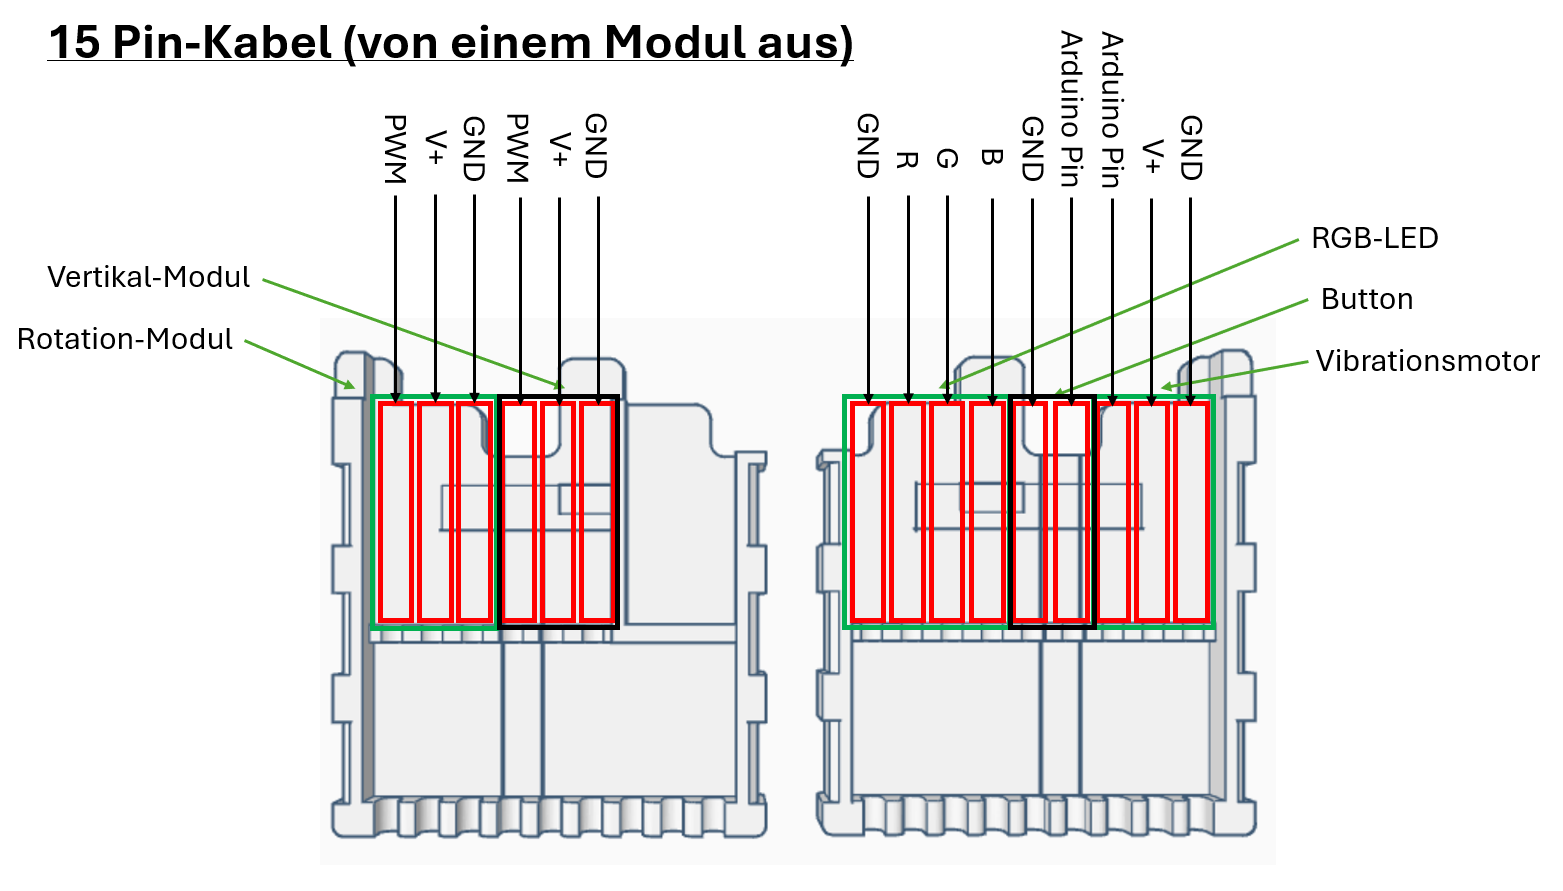 15 Pin-Kabel (von einem Modul aus)
PWM
V+
GND
PWM
V+
GND
GND
R
G
B
GND
Arduino Pin
Arduino Pin
V+
GND
Vertikal-Modul
Rotation-Modul
RGB-LED
Button
Vibrationsmotor